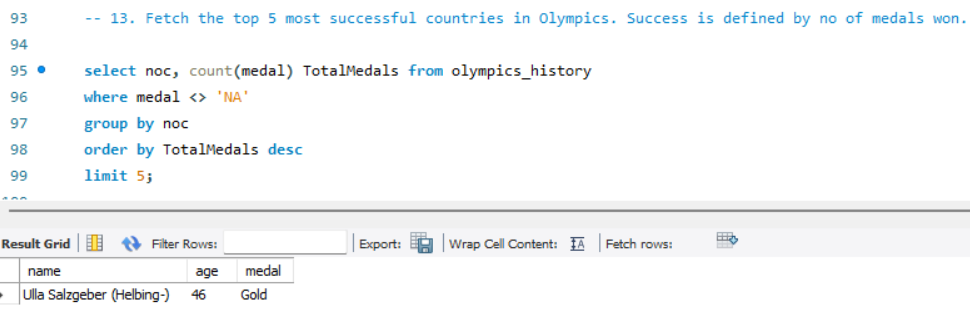 93 -- 13. Fetch the top 5 most successful countries in Olympics. Success is defined by no of medals won.
94
95 select noc, count(medal) TotalMedals from olympics_history
96 where medal <> 'NA'
97 group by noc
98 order by TotalMedals desc
99 limit 5;
Result Grid Filter Rows: Export: Wrap Cell Content: IA Fetch rows:
name age medal
Ulla Salzgeber (Helbing-) 46 Gold